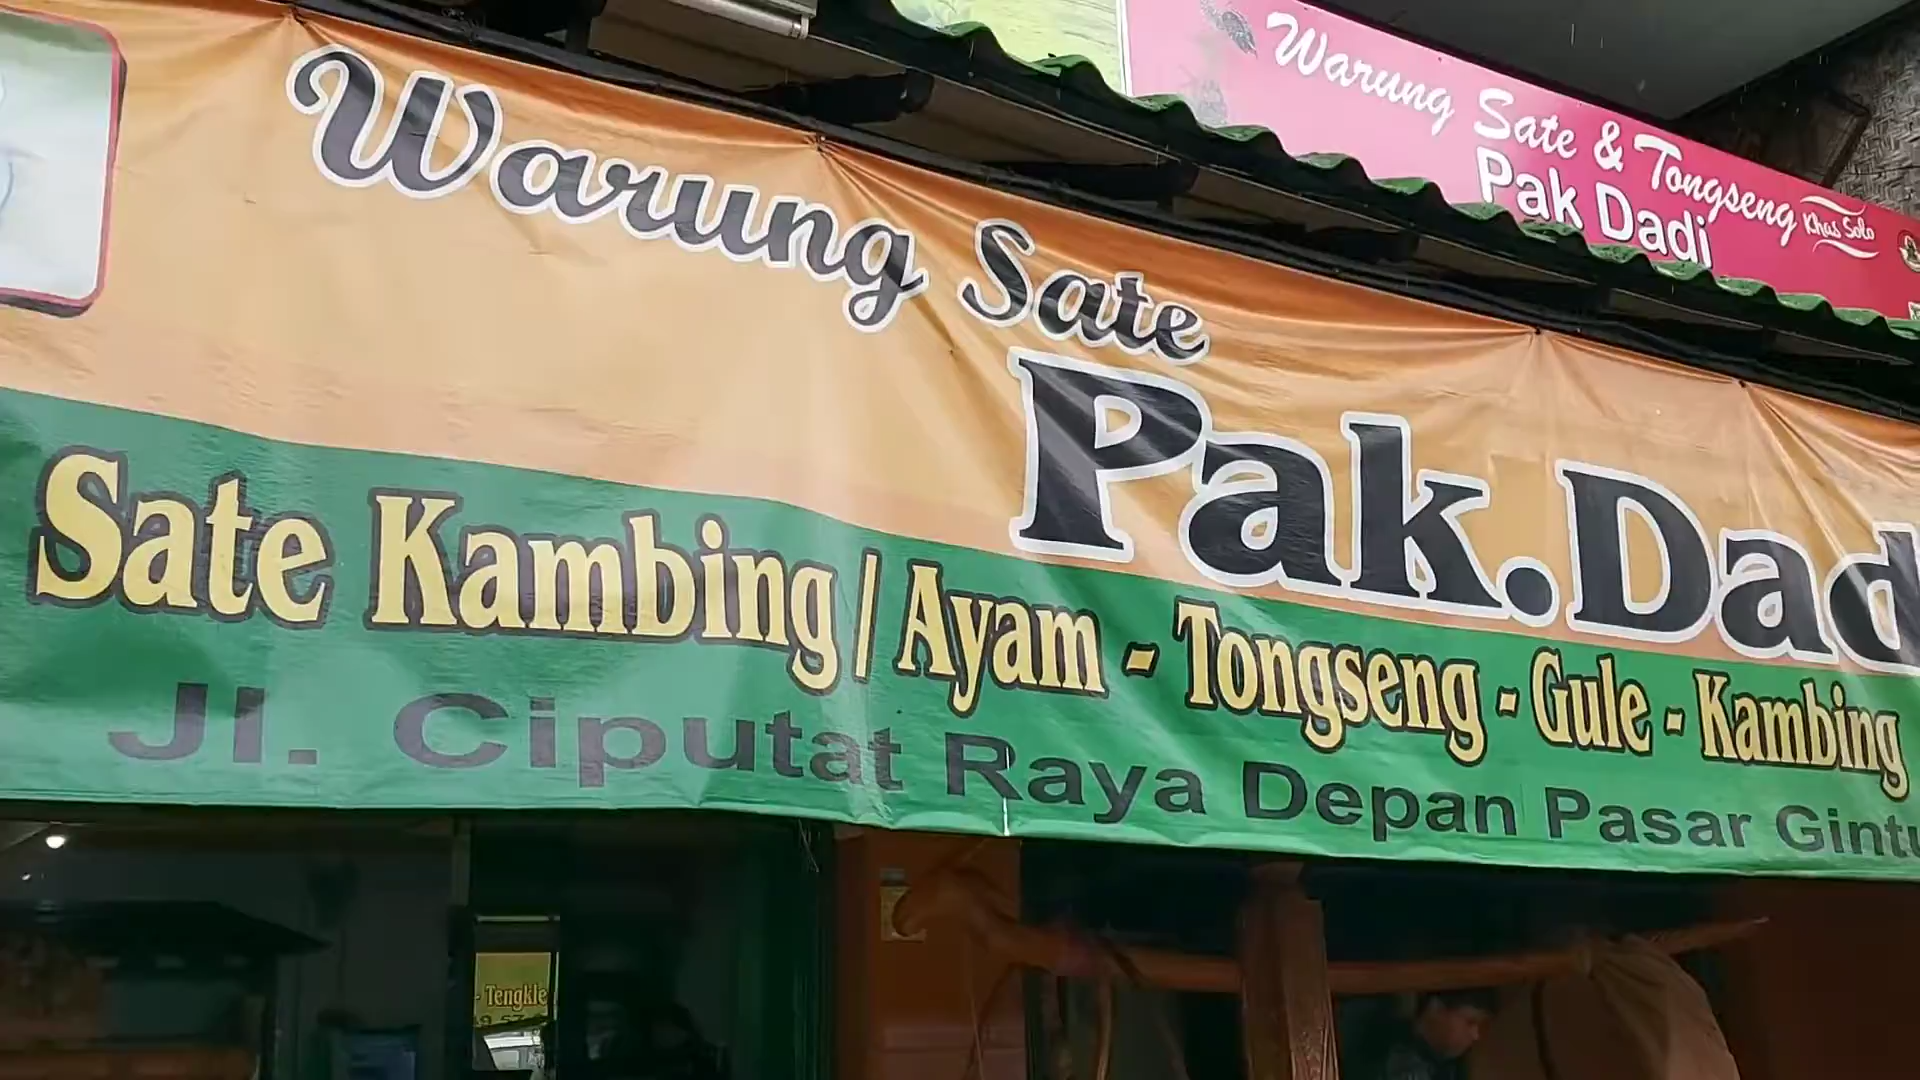 Warung Sate & Tongseng Khas Solo
Pak Dadi
Warung Sate
Pak.Dad
Sate Kambing/Ayam - Tongseng - Gule - Kambing
Jl. Ciputat Raya Depan Pasar Gintu
- Tengkle